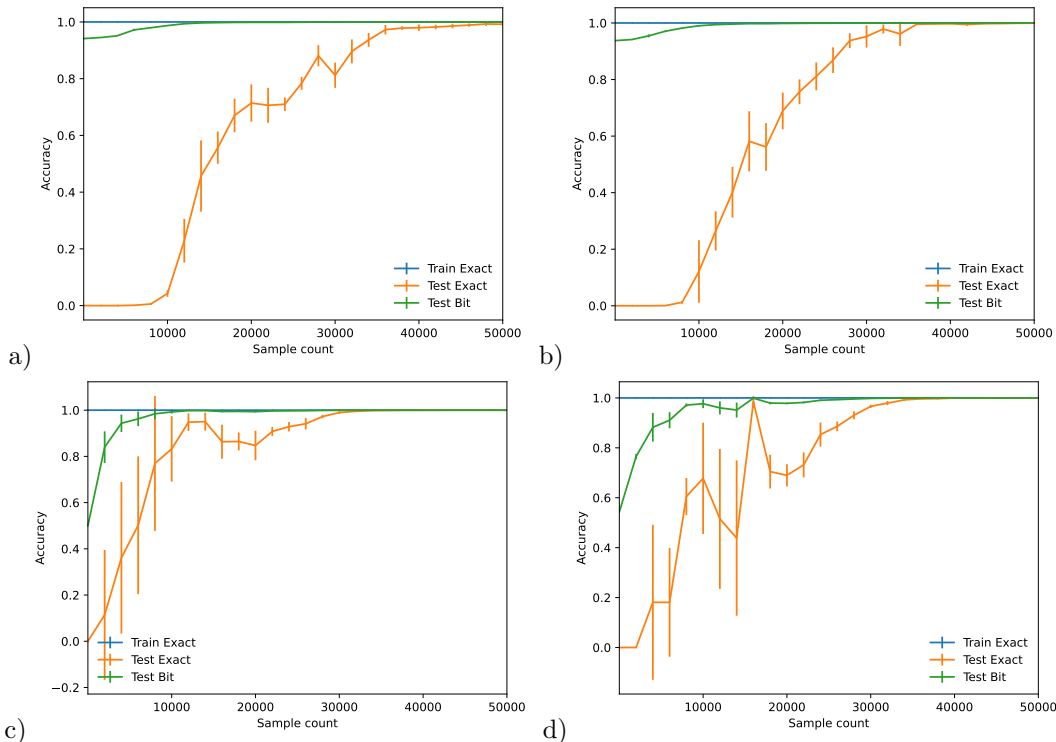 1.0
0.8
0.6
0.4
0.2
0.0
Accuracy
Train Exact
Test Exact
Test Bit
10000 20000 30000 40000 50000
Sample count
a)
1.0
0.8
0.6
0.4
0.2
0.0
Accuracy
Train Exact
Test Exact
Test Bit
10000 20000 30000 40000 50000
Sample count
b)
1.0
0.8
0.6
0.4
0.2
0.0
−0.2
Accuracy
Train Exact
Test Exact
Test Bit
10000 20000 30000 40000 50000
Sample count
c)
1.0
0.8
0.6
0.4
0.2
0.0
Accuracy
Train Exact
Test Exact
Test Bit
10000 20000 30000 40000 50000
Sample count
d)